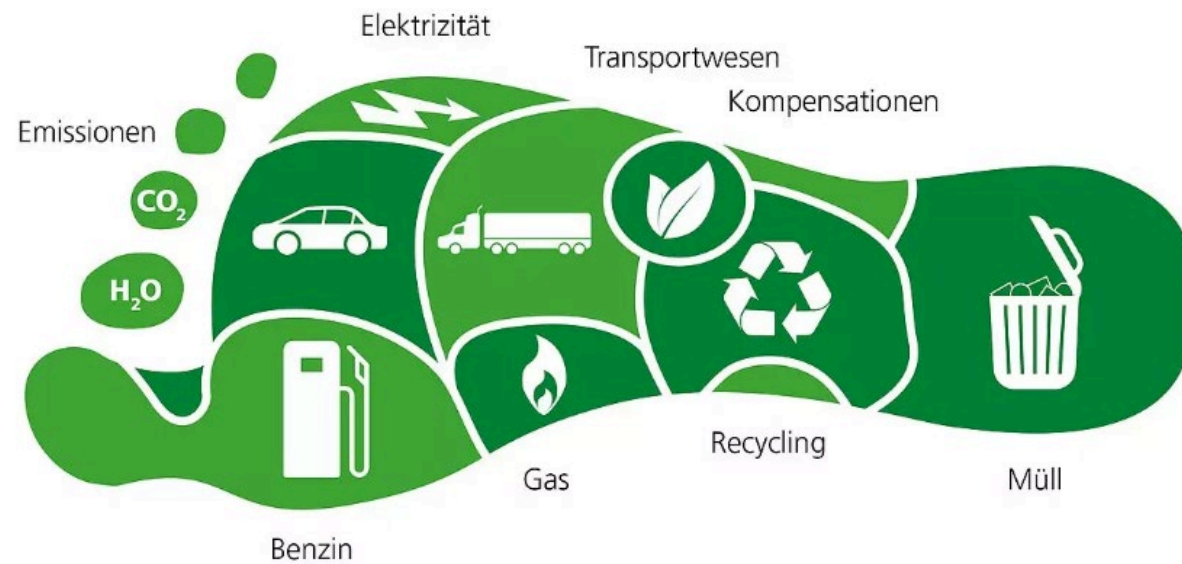 Elektrizität
Transportwesen
Kompensationen
Emissionen
CO₂
H₂O
Recycling
Gas
Müll
Benzin